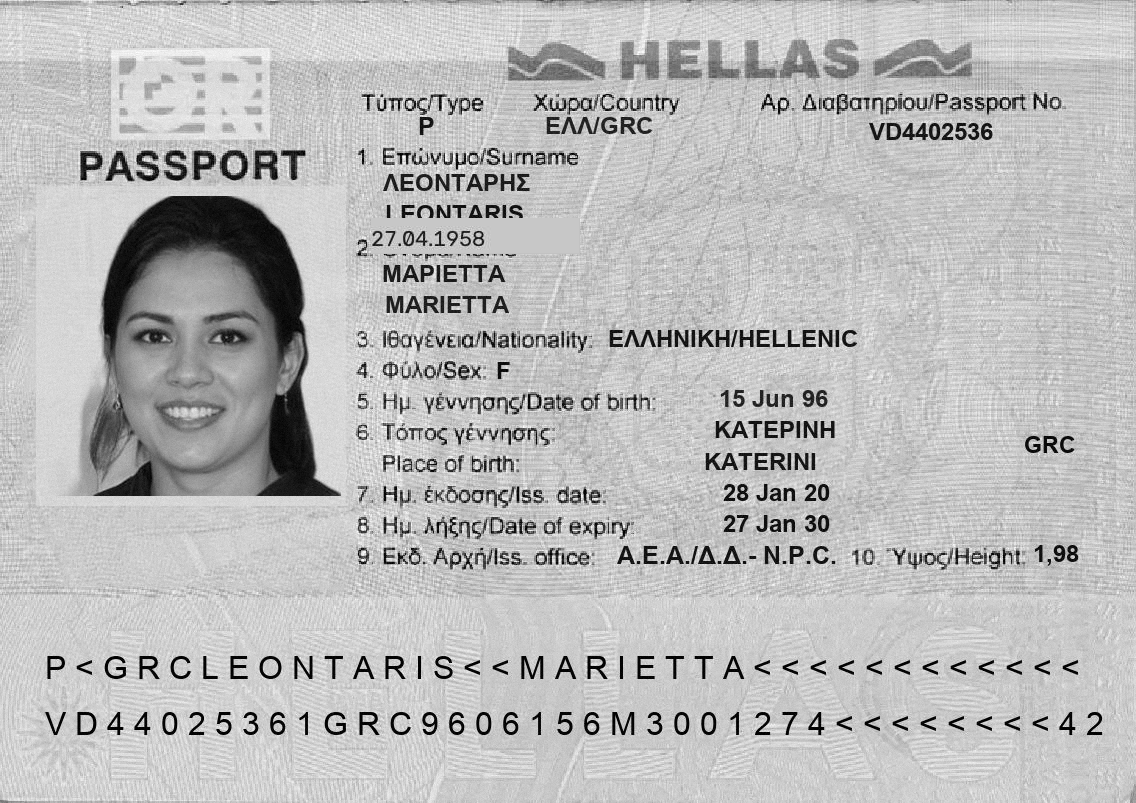 HELLAS
GR
PASSPORT
Τύπος/Type Χώρα/Country Αρ. Διαβατηρίου/Passport No.
P ΕΛΛ/GRC VD4402536
1. Επώνυμο/Surname
ΛΕΟΝΤΑΡΗΣ
LEONTARIS
2 27.04.1958
ΜΑΡΙΕΤΤΑ
MARIETTA
3. Ιθαγένεια/Nationality: ΕΛΛΗΝΙΚΗ/HELLENIC
4. Φύλο/Sex: F
5. Ημ. γέννησης/Date of birth: 15 Jun 96
6. Τόπος γέννησης: ΚΑΤΕΡΙΝΗ
Place of birth: KATERINI GRC
7. Ημ. έκδοσης/Iss. date: 28 Jan 20
8. Ημ. λήξης/Date of expiry: 27 Jan 30
9. Εκδ. Αρχή/Iss. office: Α.Ε.Α./Δ.Δ.- N.P.C. 10. Ύψος/Height: 1,98
HELLAS
P<GRCLEONTARIS<<MARIETTA<<<<<<<<<<<<
VD44025361GRC9606156M3001274<<<<<<<<42